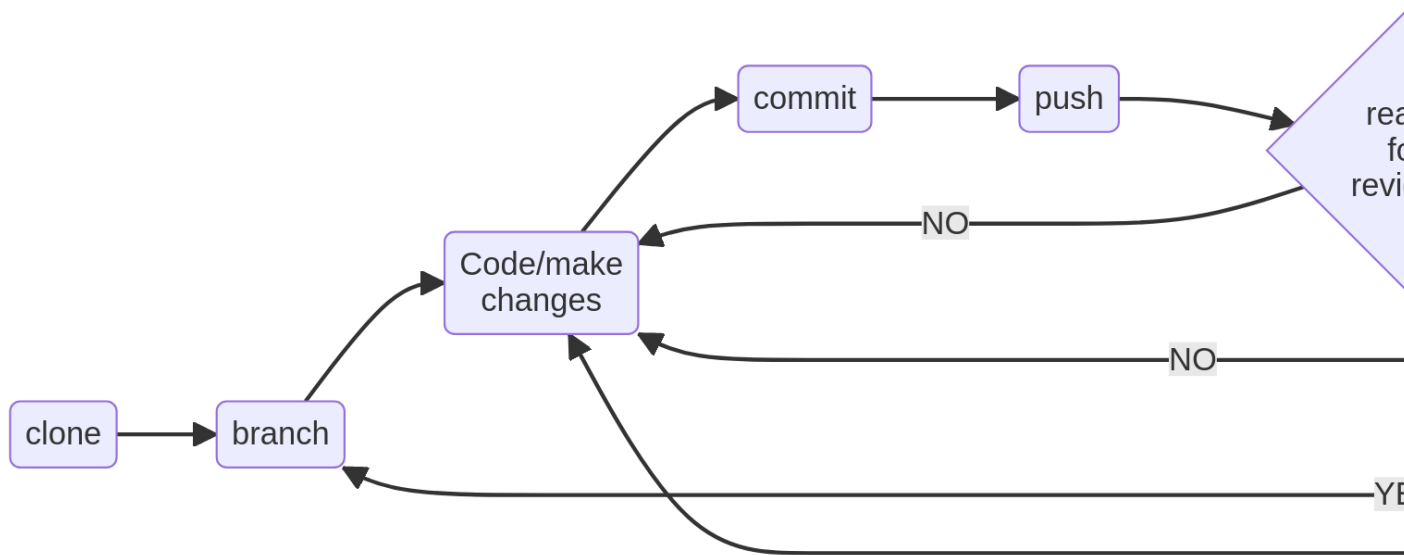 commit
push
NO
Code/make
changes
NO
clone
branch